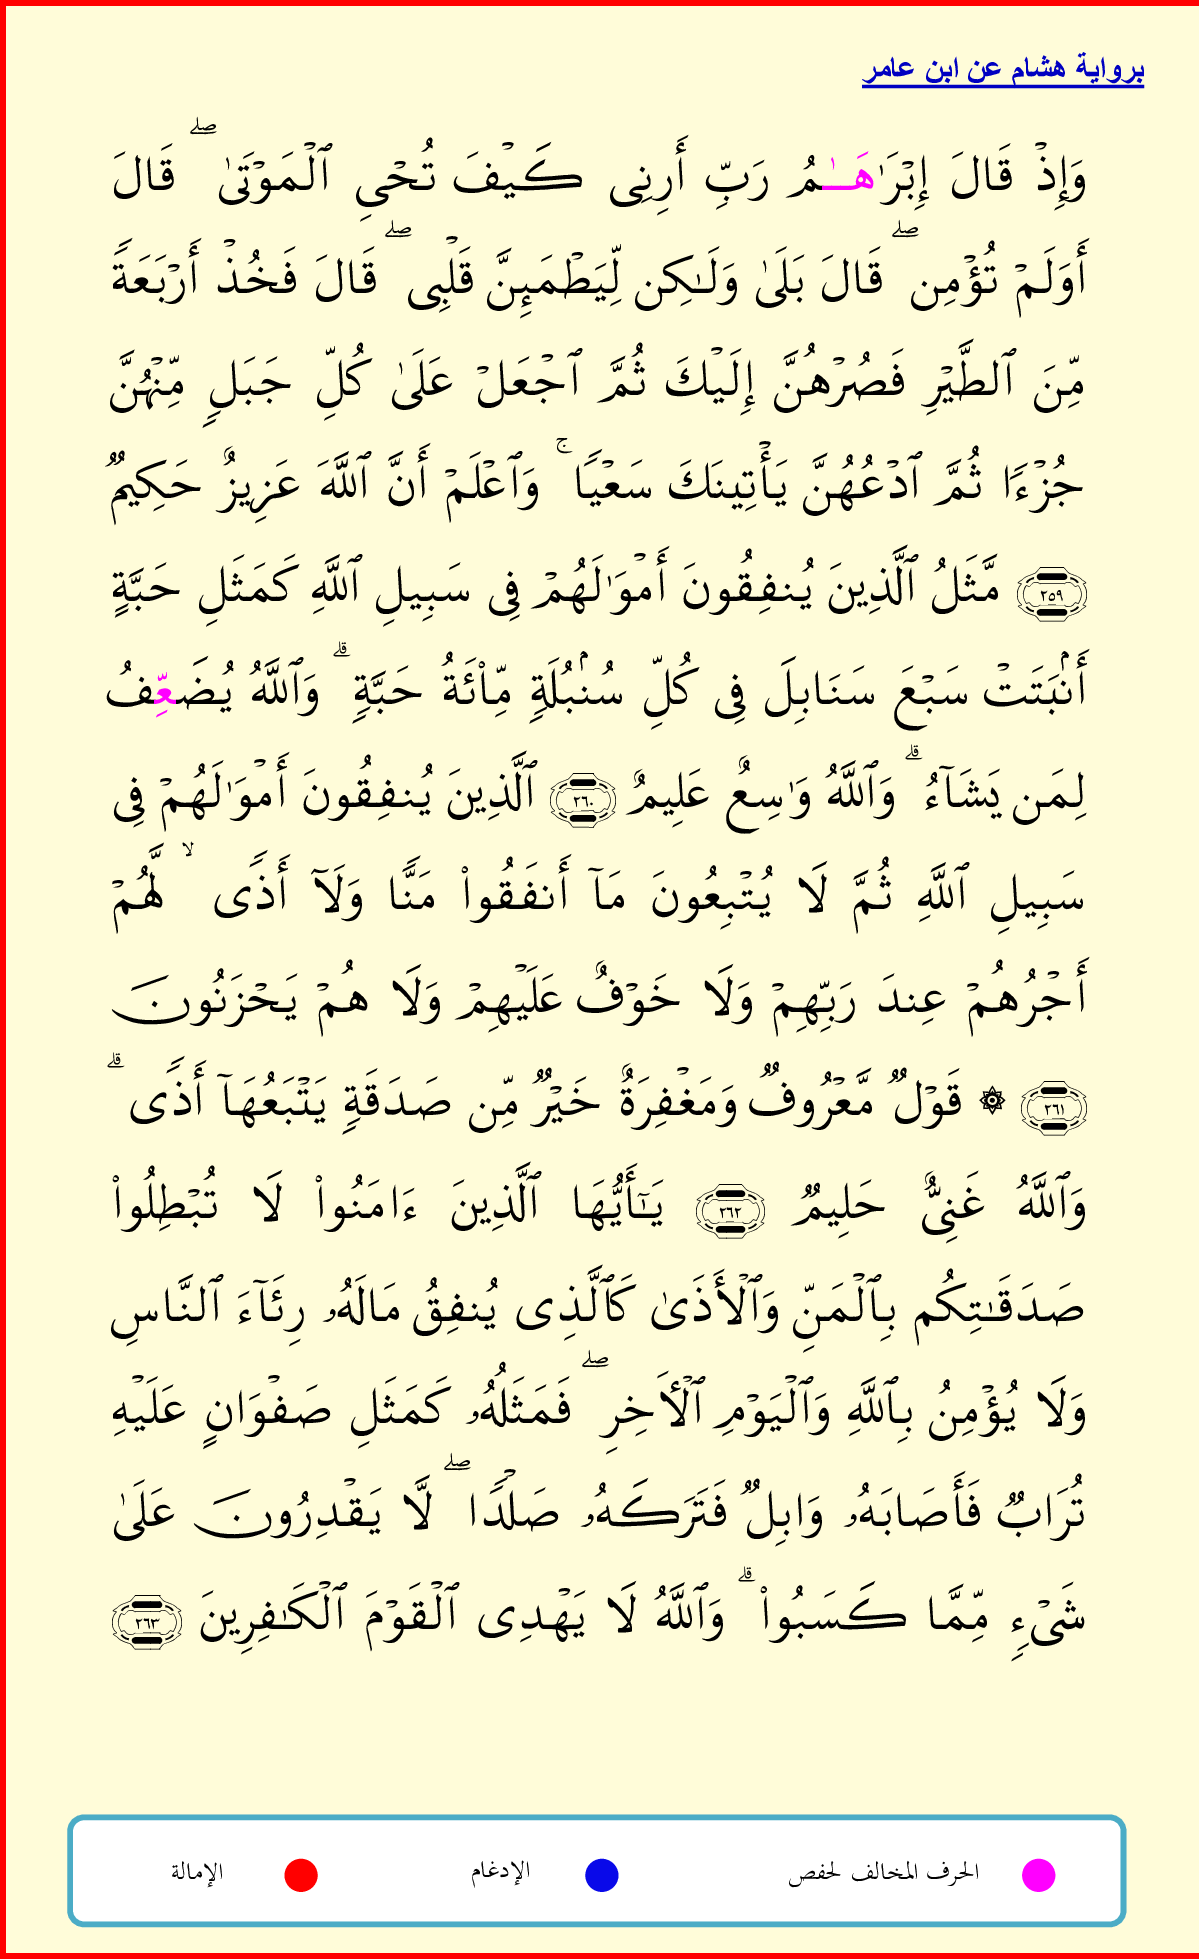 برواية هشام عن ابن عامر
وَإِذۡ قَالَ إِبۡرَٰهَـٰمُ رَبِّ أَرِنِى كَيۡفَ تُحۡيِ ٱلۡمَوۡتَىٰۖ قَالَ
أَوَلَمۡ تُؤۡمِنۖ قَالَ بَلَىٰ وَلَـٰكِن لِّيَطۡمَئِنَّ قَلۡبِىۖ قَالَ فَخُذۡ أَرۡبَعَةً
مِّنَ ٱلطَّيۡرِ فَصُرۡهُنَّ إِلَيۡكَ ثُمَّ ٱجۡعَلۡ عَلَىٰ كُلِّ جَبَلٍ مِّنۡهُنَّ
جُزۡءًا ثُمَّ ٱدۡعُهُنَّ يَأۡتِينَكَ سَعۡيًاۚ وَٱعۡلَمۡ أَنَّ ٱللَّهَ عَزِيزٌ حَكِيمٌ
٢٥٩ مَّثَلُ ٱلَّذِينَ يُنفِقُونَ أَمۡوَٰلَهُمۡ فِى سَبِيلِ ٱللَّهِ كَمَثَلِ حَبَّةٍ
أَنۢبَتَتۡ سَبۡعَ سَنَابِلَ فِى كُلِّ سُنۢبُلَةٍ مِّاْئَةُ حَبَّةٍۗ وَٱللَّهُ يُضَعِّفُ
لِمَن يَشَآءُۗ وَٱللَّهُ وَٰسِعٌ عَلِيمٌ ٢٦٠ ٱلَّذِينَ يُنفِقُونَ أَمۡوَٰلَهُمۡ فِى
سَبِيلِ ٱللَّهِ ثُمَّ لَا يُتۡبِعُونَ مَآ أَنفَقُواْ مَنًّا وَلَآ أَذًىۙ لَّهُمۡ
أَجۡرُهُمۡ عِندَ رَبِّهِمۡ وَلَا خَوۡفٌ عَلَيۡهِمۡ وَلَا هُمۡ يَحۡزَنُونَ
٢٦١ ۞ قَوۡلٌ مَّعۡرُوفٌ وَمَغۡفِرَةٌ خَيۡرٌ مِّن صَدَقَةٍ يَتۡبَعُهَآ أَذًىۗ
وَٱللَّهُ غَنِىٌّ حَلِيمٌ ٢٦٢ يَـٰٓأَيُّهَا ٱلَّذِينَ ءَامَنُواْ لَا تُبۡطِلُواْ
صَدَقَـٰتِكُم بِٱلۡمَنِّ وَٱلۡأَذَىٰ كَٱلَّذِى يُنفِقُ مَالَهُۥ رِئَآءَ ٱلنَّاسِ
وَلَا يُؤۡمِنُ بِٱللَّهِ وَٱلۡيَوۡمِ ٱلۡأَخِرِۖ فَمَثَلُهُۥ كَمَثَلِ صَفۡوَانٍ عَلَيۡهِ
تُرَابٌ فَأَصَابَهُۥ وَابِلٌ فَتَرَكَهُۥ صَلۡدًاۖ لَّا يَقۡدِرُونَ عَلَىٰ
شَىۡءٍ مِّمَّا كَسَبُواْۗ وَٱللَّهُ لَا يَهۡدِى ٱلۡقَوۡمَ ٱلۡكَـٰفِرِينَ ٢٦٣
الحرف المخالف لحفص الإدغام الإمالة